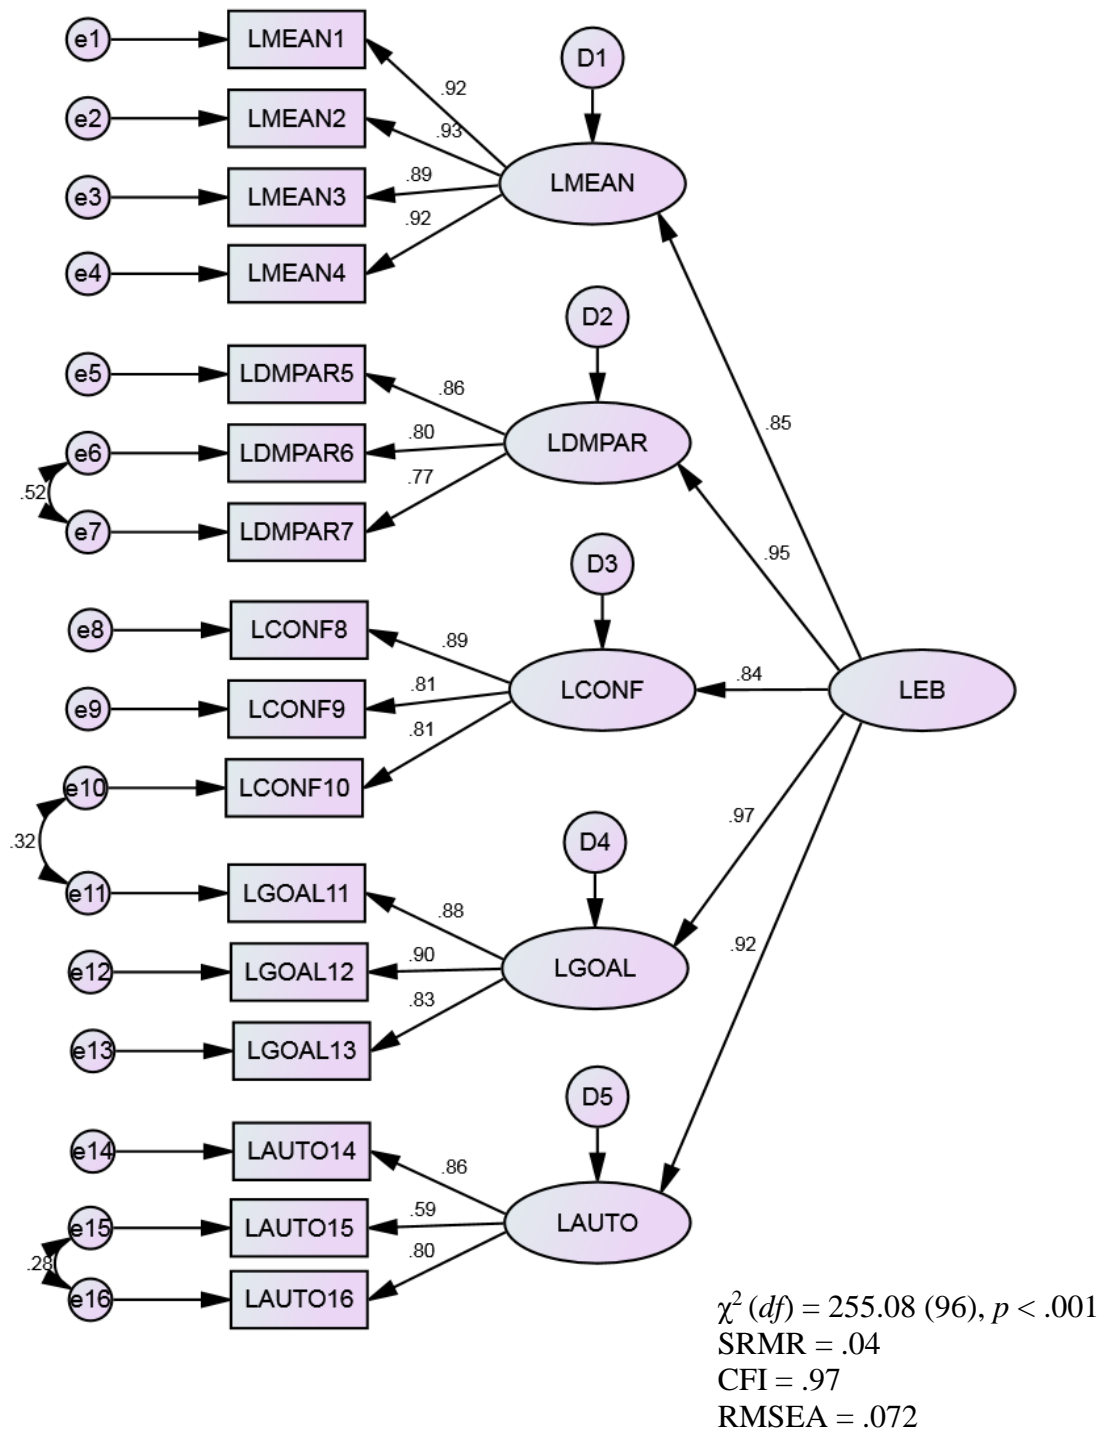 e1
LMEAN1
D1
.92
e2
LMEAN2
.93
LMEAN
e3
LMEAN3
.89
.92
e4
LMEAN4
D2
e5
LDMPAR5
.86
.85
e6
LDMPAR6
.80
LDMPAR
.52
.77
e7
LDMPAR7
.95
D3
e8
LCONF8
.89
e9
LCONF9
.81
LCONF
.84
LEB
.81
e10
LCONF10
.32
D4
.97
e11
LGOAL11
.88
e12
LGOAL12
.90
LGOAL
.92
.83
e13
LGOAL13
D5
e14
LAUTO14
.86
e15
LAUTO15
.59
LAUTO
.28
.80
e16
LAUTO16
χ² (df) = 255.08 (96), p < .001
SRMR = .04
CFI = .97
RMSEA = .072